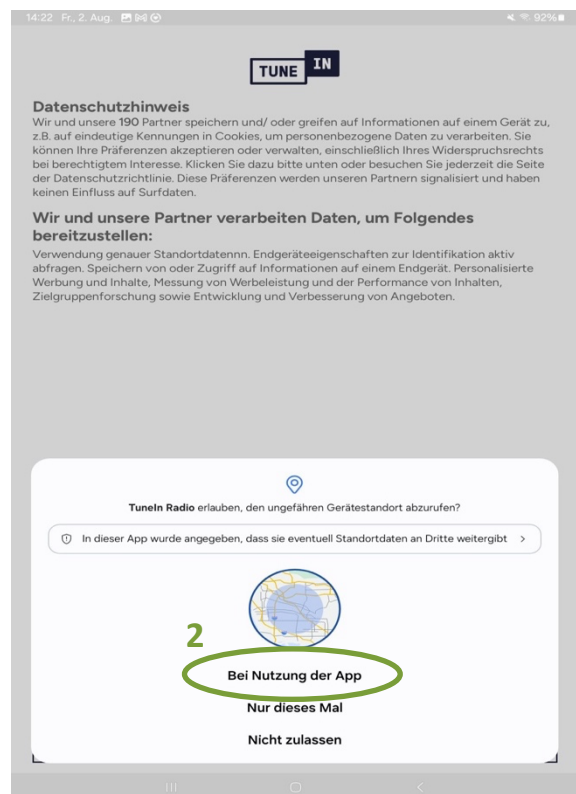 14:22 Fr., 2. Aug.
92%
TUNE IN
Datenschutzhinweis
Wir und unsere 190 Partner speichern und/ oder greifen auf Informationen auf einem Gerät zu,
z.B. auf eindeutige Kennungen in Cookies, um personenbezogene Daten zu verarbeiten. Sie
können Ihre Präferenzen akzeptieren oder verwalten, einschließlich Ihres Widerspruchsrechts
bei berechtigtem Interesse. Klicken Sie dazu bitte unten oder besuchen Sie jederzeit die Seite
der Datenschutzrichtlinie. Diese Präferenzen werden unseren Partnern signalisiert und haben
keinen Einfluss auf Surfdaten.
Wir und unsere Partner verarbeiten Daten, um Folgendes
bereitzustellen:
Verwendung genauer Standortdatennn. Endgeräteeigenschaften zur Identifikation aktiv
abfragen. Speichern von oder Zugriff auf Informationen auf einem Endgerät. Personalisierte
Werbung und Inhalte, Messung von Werbeleistung und der Performance von Inhalten,
Zielgruppenforschung sowie Entwicklung und Verbesserung von Angeboten.
TuneIn Radio erlauben, den ungefähren Gerätestandort abzurufen?
In dieser App wurde angegeben, dass sie eventuell Standortdaten an Dritte weitergibt >
2
Bei Nutzung der App
Nur dieses Mal
Nicht zulassen